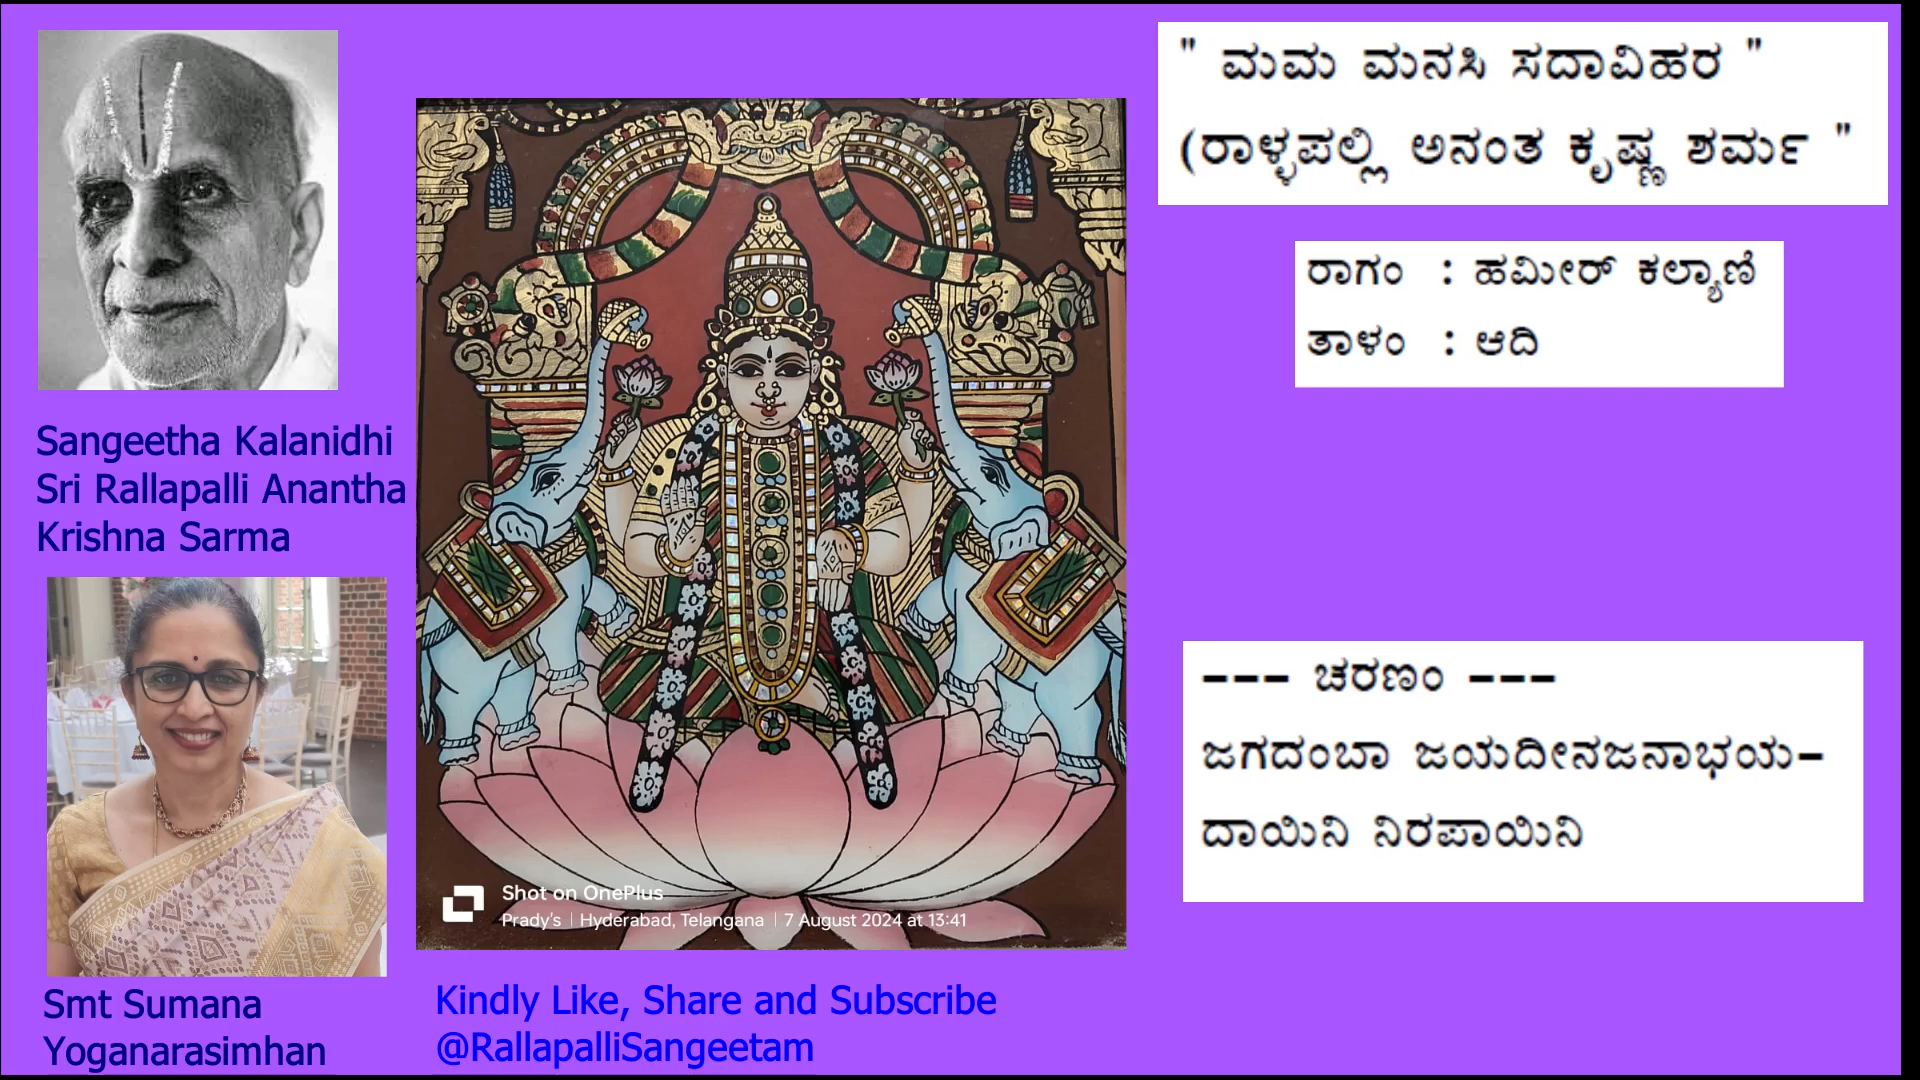 Sangeetha Kalanidhi
Sri Rallapalli Anantha
Krishna Sarma
Smt Sumana
Yoganarasimhan
Shot on OnePlus
Prady's | Hyderabad, Telangana | 7 August 2024 at 13:41
Kindly Like, Share and Subscribe
@RallapalliSangeetam
" ಮಮ ಮನಸಿ ಸದಾವಿಹರ "
(ರಾಳ್ಳಪಲ್ಲಿ ಅನಂತ ಕೃಷ್ಣ ಶರ್ಮ "
ರಾಗಂ : ಹಮೀರ್ ಕಲ್ಯಾಣಿ
ತಾಳಂ : ಆದಿ
--- ಚರಣಂ ---
ಜಗದಂಬಾ ಜಯದೀನಜನಾಭಯ-
ದಾಯಿನಿ ನಿರಪಾಯಿನಿ